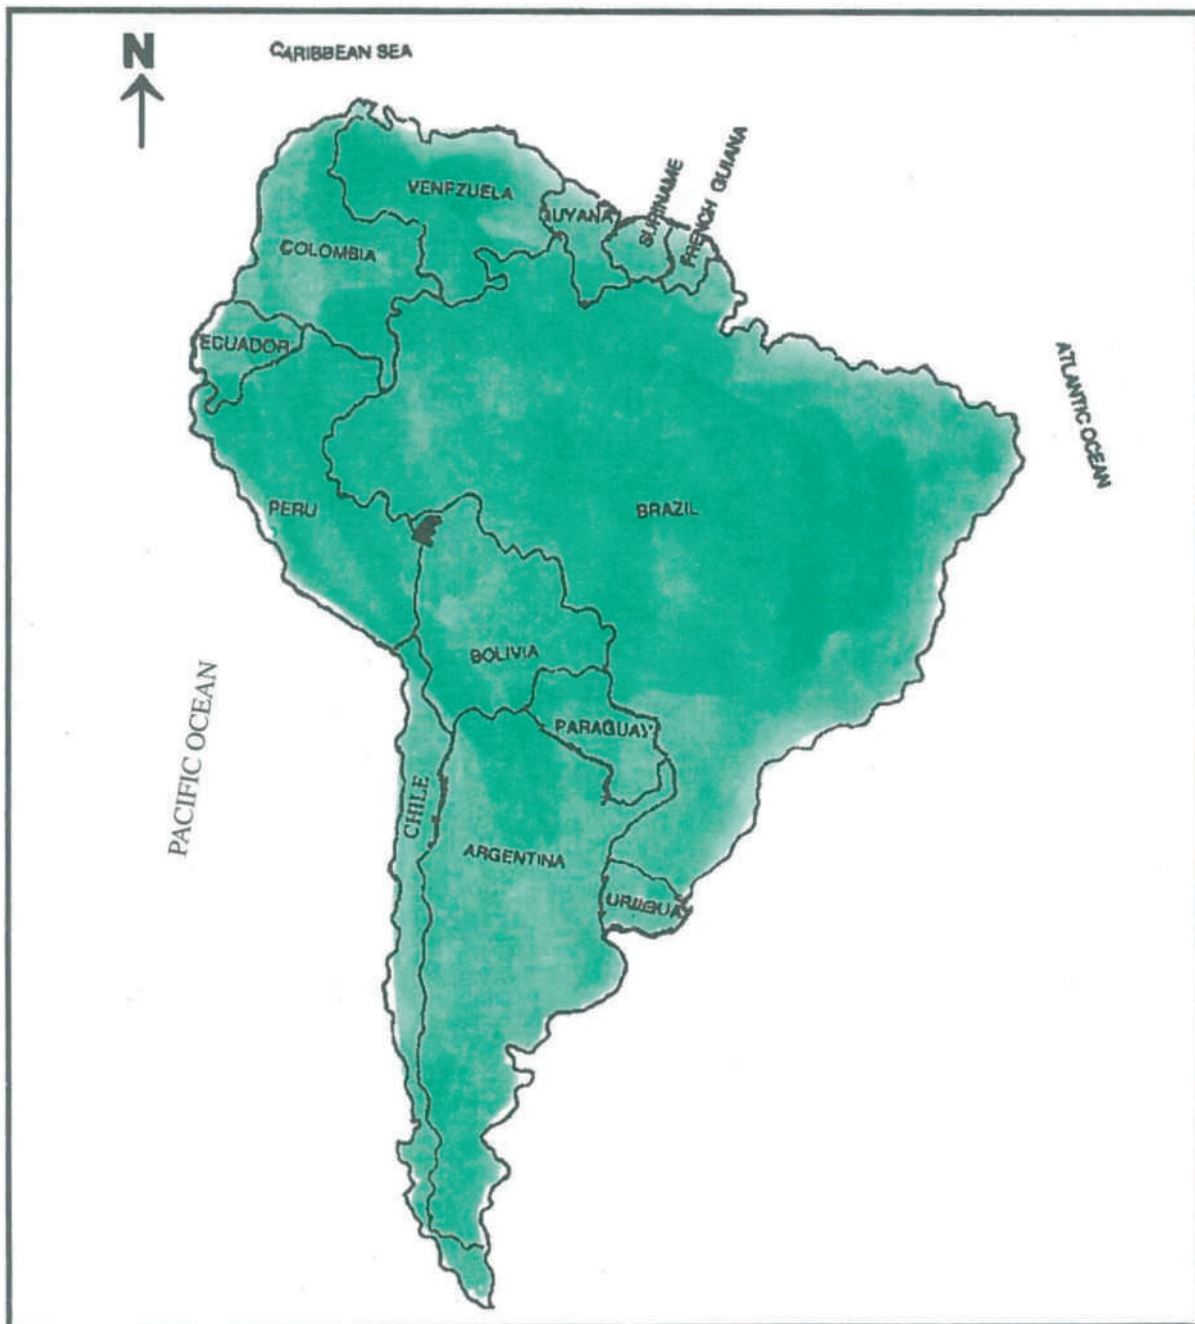 N
CARIBBEAN SEA
VENEZUELA
GUYANA
SURINAME
FRENCH GUIANA
COLOMBIA
ECUADOR
ATLANTIC OCEAN
PERU
BRAZIL
BOLIVIA
PACIFIC OCEAN
PARAGUAY
CHILE
ARGENTINA
URUGUAY